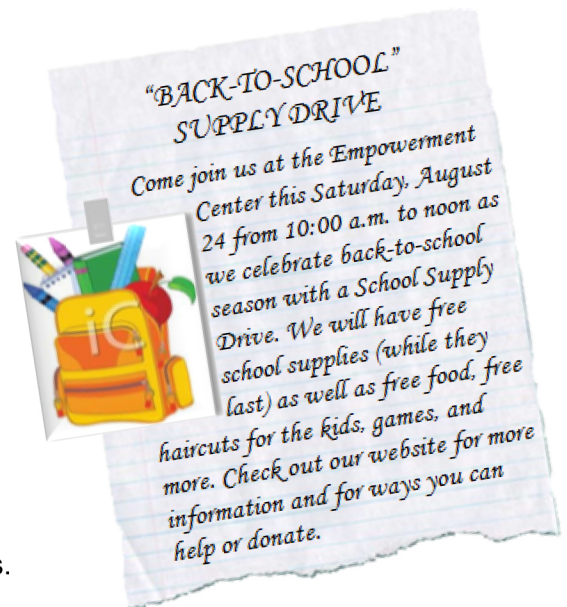 “BACK-TO-SCHOOL”
SUPPLY DRIVE
Come join us at the Empowerment
Center this Saturday, August
24 from 10:00 a.m. to noon as
we celebrate back-to-school
season with a School Supply
Drive. We will have free
school supplies (while they
last) as well as free food, free
haircuts for the kids, games, and
more. Check out our website for more
information and for ways you can
help or donate.
iC
s.